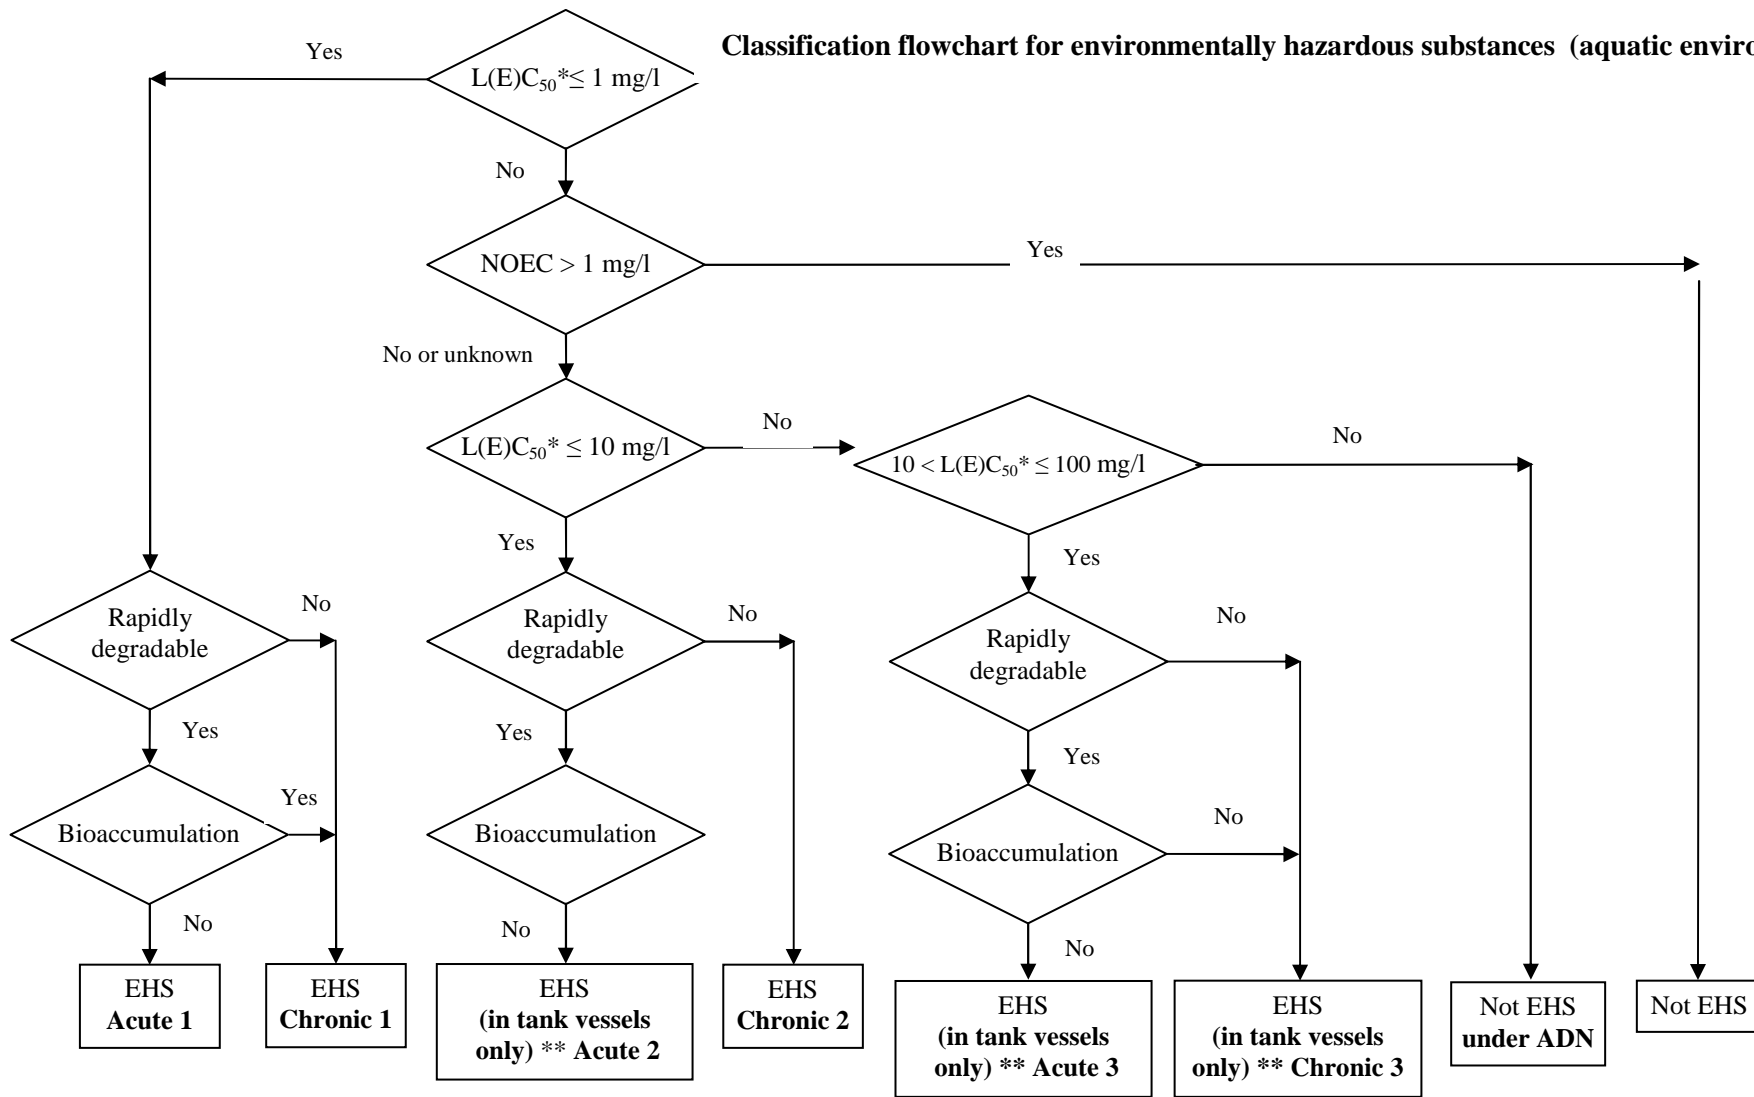 Classification flowchart for environmentally hazardous substances (aquatic enviro
Yes
L(E)C50*≤ 1 mg/l
No
NOEC > 1 mg/l
Yes
No or unknown
L(E)C50* ≤ 10 mg/l
No
10 < L(E)C50* ≤ 100 mg/l
No
Yes
Yes
Rapidly
degradable
No
Rapidly
degradable
No
Rapidly
degradable
No
Yes
Yes
Yes
Bioaccumulation
Yes
Bioaccumulation
Bioaccumulation
No
No
No
No
EHS
Acute 1
EHS
Chronic 1
EHS
(in tank vessels
only) ** Acute 2
EHS
Chronic 2
EHS
(in tank vessels
only) ** Acute 3
EHS
(in tank vessels
only) ** Chronic 3
Not EHS
under ADN
Not EHS